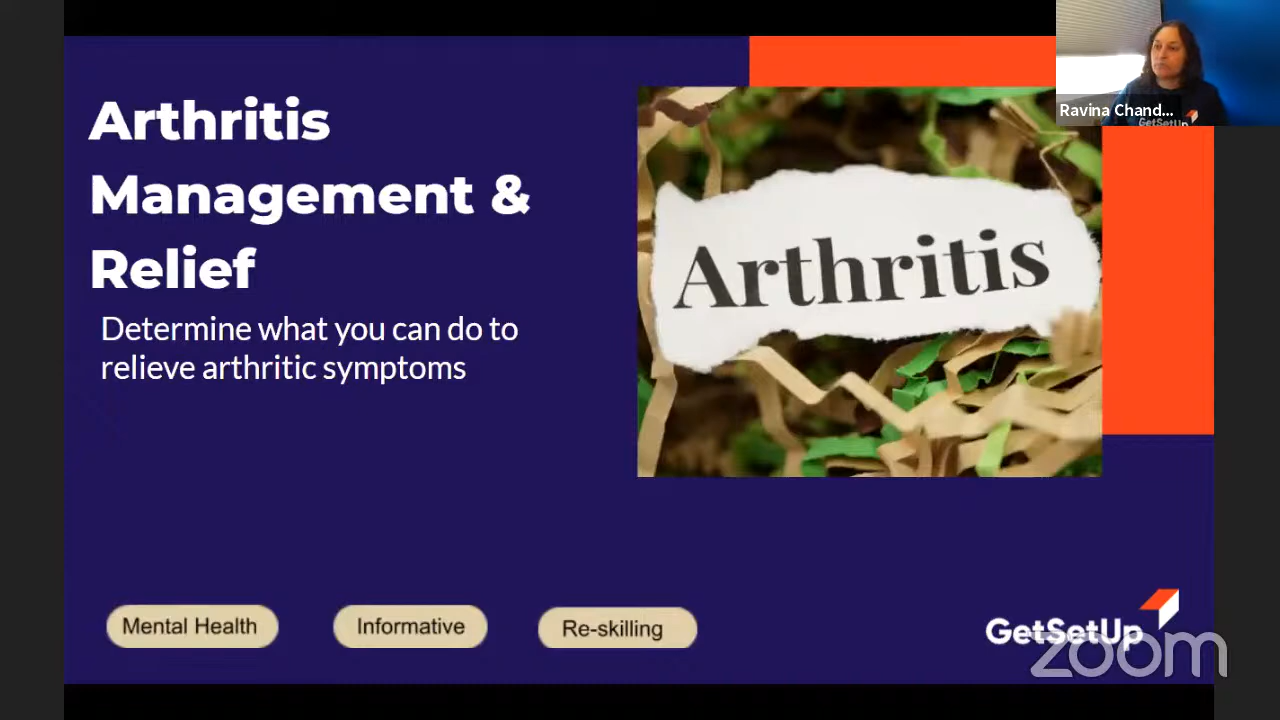 Arthritis
Management &
Relief
Determine what you can do to
relieve arthritic symptoms
Arthritis
Ravina Chand...
GetSetUp
Mental Health
Informative
Re-skilling
GetSetUp
zoom